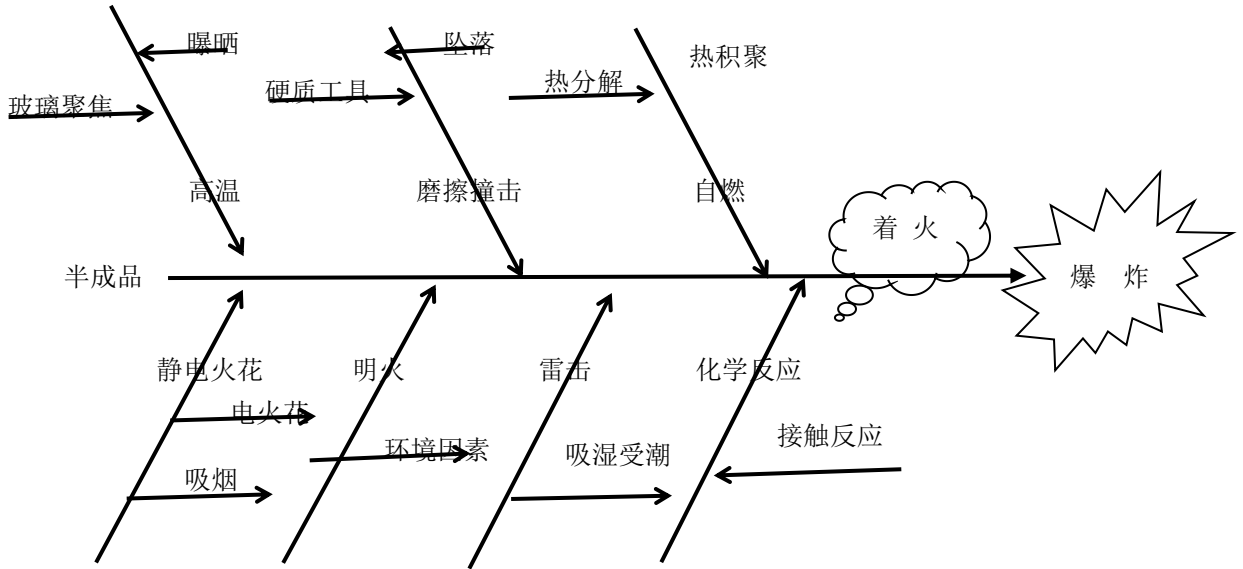 曝晒
坠落
热积聚
玻璃聚焦
硬质工具
热分解
高温
磨擦撞击
自燃
着 火
半成品
爆 炸
静电火花
明火
雷击
化学反应
电火花
环境因素
吸湿受潮
接触反应
吸烟